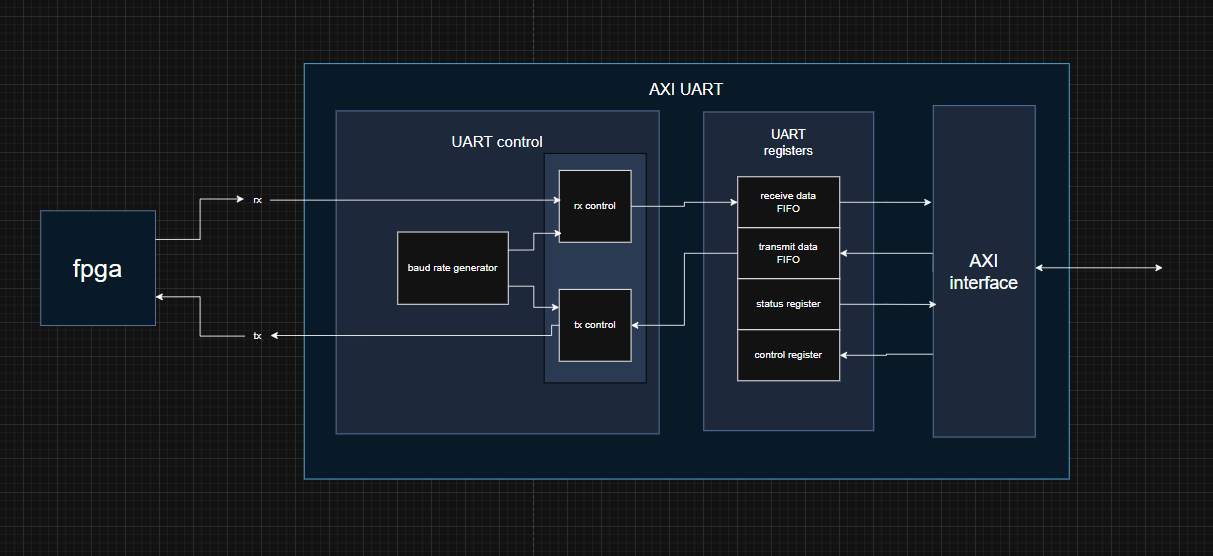 AXI UART
UART control
UART
registers
rx
rx control
receive data
FIFO
transmit data
FIFO
fpga
baud rate generator
AXI
interface
status register
tx
tx control
control register